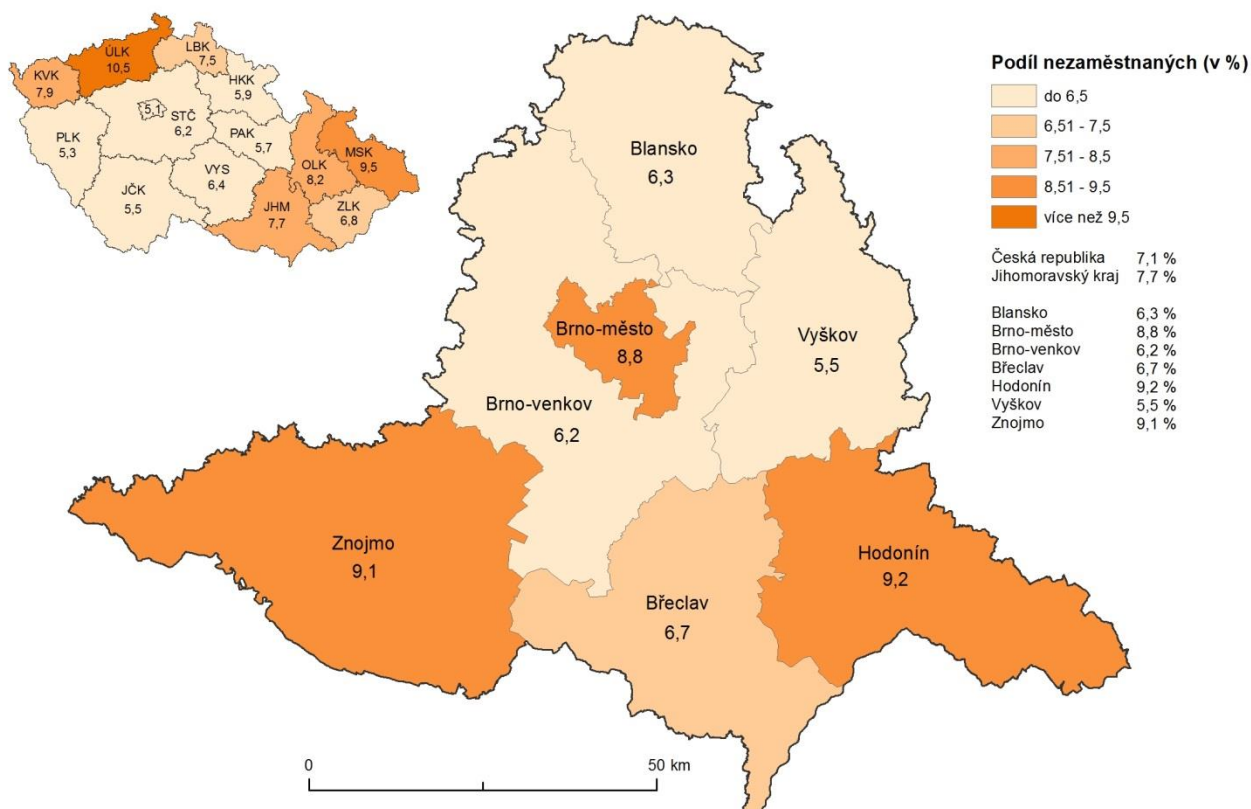 ÚLK
10,5
LBK
7,5
KVK
7,9
HKK
5,9
5,1
STČ
6,2
PLK
5,3
PAK
5,7
MSK
9,5
OLK
8,2
VYS
6,4
JČK
5,5
JHM
7,7
ZLK
6,8
Podíl nezaměstnaných (v %)
do 6,5
6,51 - 7,5
7,51 - 8,5
8,51 - 9,5
více než 9,5
Česká republika 7,1 %
Jihomoravský kraj 7,7 %
Blansko 6,3 %
Brno-město 8,8 %
Brno-venkov 6,2 %
Břeclav 6,7 %
Hodonín 9,2 %
Vyškov 5,5 %
Znojmo 9,1 %
Blansko
6,3
Brno-město
8,8
Vyškov
5,5
Brno-venkov
6,2
Znojmo
9,1
Hodonín
9,2
Břeclav
6,7
0 50 km